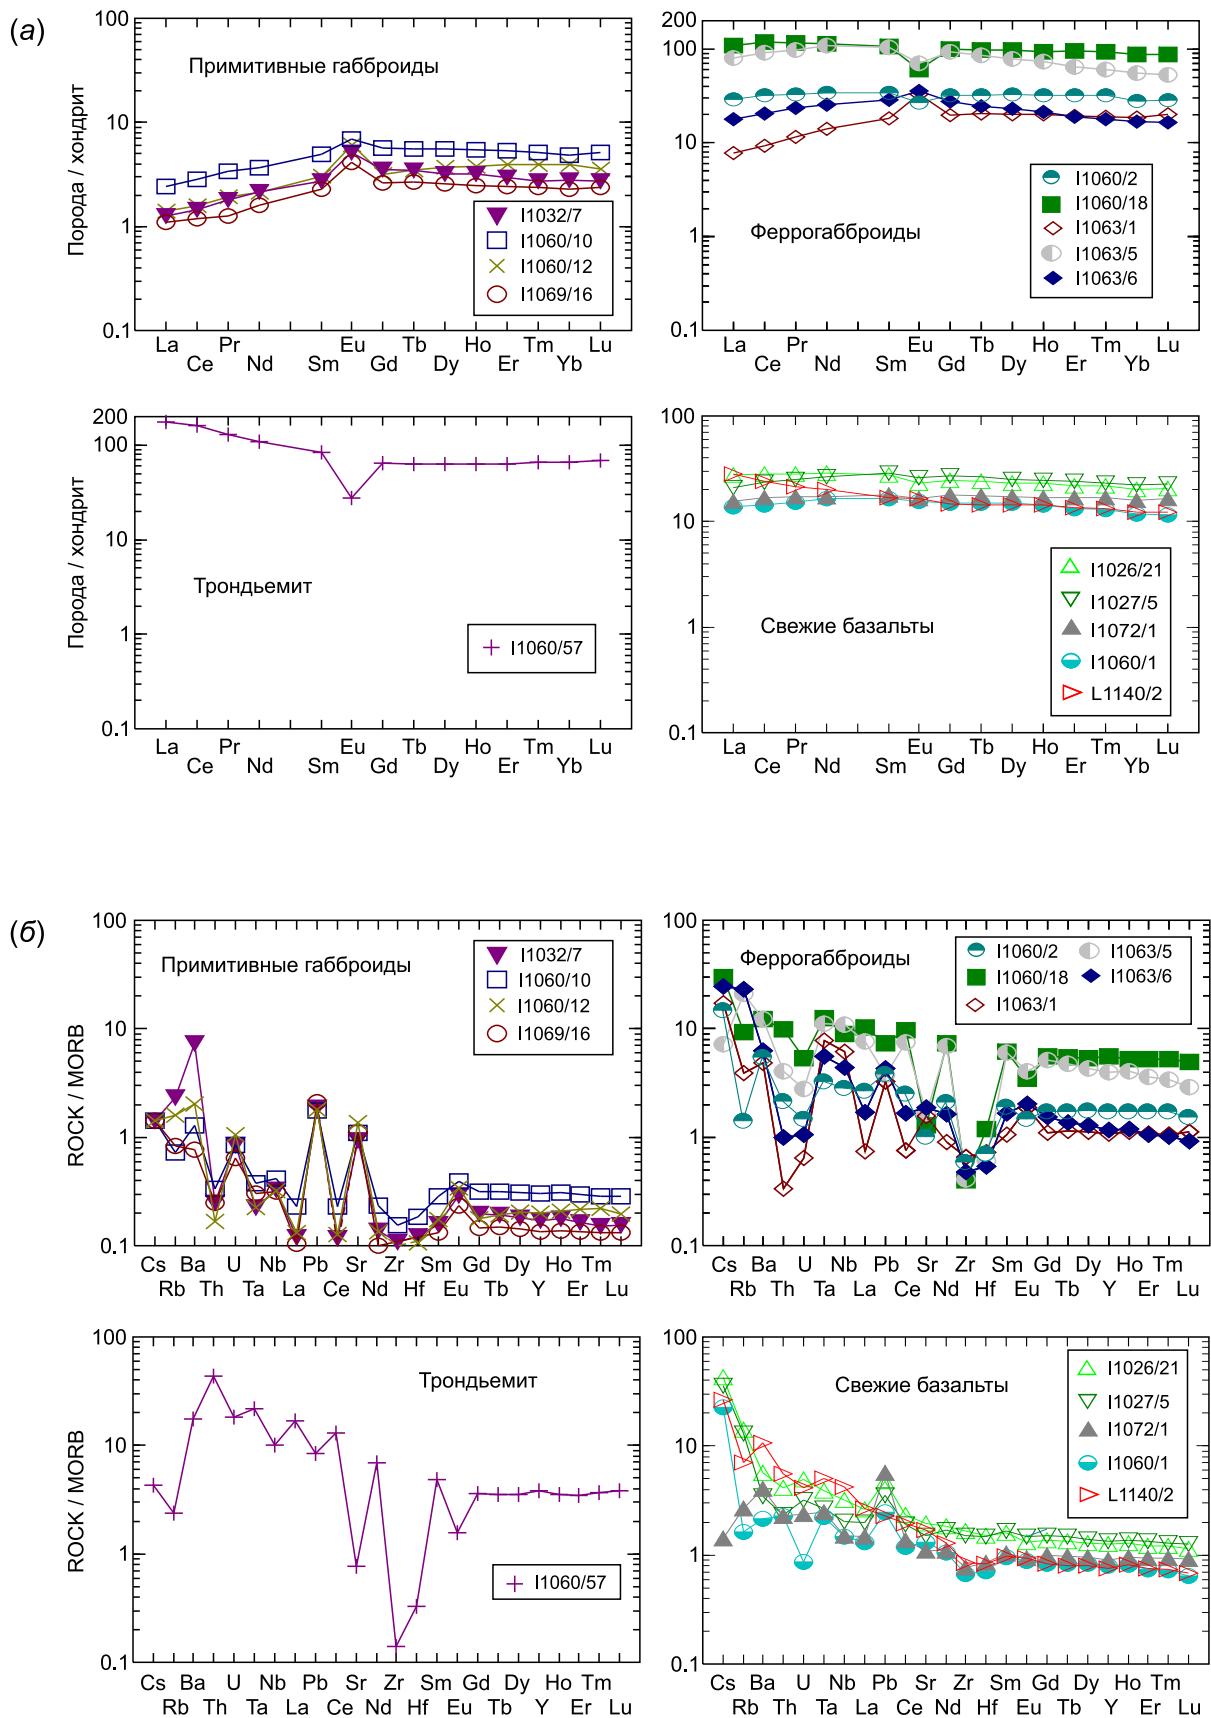 (а)
Порода / хондрит
100
10
1
0.1
Примитивные габброиды
I1032/7
I1060/10
I1060/12
I1069/16
La Pr Eu Tb Ho Tm Lu
Ce Nd Sm Gd Dy Er Yb
200
100
10
1
0.1
Феррогабброиды
I1060/2
I1060/18
I1063/1
I1063/5
I1063/6
La Pr Eu Tb Ho Tm Lu
Ce Nd Sm Gd Dy Er Yb
Порода / хондрит
200
100
10
1
0.1
Трондьемит
I1060/57
La Pr Eu Tb Ho Tm Lu
Ce Nd Sm Gd Dy Er Yb
100
10
1
0.1
Свежие базальты
I1026/21
I1027/5
I1072/1
I1060/1
L1140/2
La Pr Eu Tb Ho Tm Lu
Ce Nd Sm Gd Dy Er Yb
(б)
ROCK / MORB
100
10
1
0.1
Примитивные габброиды
I1032/7
I1060/10
I1060/12
I1069/16
Cs Ba U Nb Pb Sr Zr Sm Gd Dy Ho Tm
Rb Th Ta La Ce Nd Hf Eu Tb Y Er Lu
100
10
1
0.1
Феррогабброиды
I1060/2 I1063/5
I1060/18 I1063/6
I1063/1
Cs Ba U Nb Pb Sr Zr Sm Gd Dy Ho Tm
Rb Th Ta La Ce Nd Hf Eu Tb Y Er Lu
ROCK / MORB
100
10
1
0.1
Трондьемит
I1060/57
Cs Ba U Nb Pb Sr Zr Sm Gd Dy Ho Tm
Rb Th Ta La Ce Nd Hf Eu Tb Y Er Lu
100
10
1
0.1
Свежие базальты
I1026/21
I1027/5
I1072/1
I1060/1
L1140/2
Cs Ba U Nb Pb Sr Zr Sm Gd Dy Ho Tm
Rb Th Ta La Ce Nd Hf Eu Tb Y Er Lu